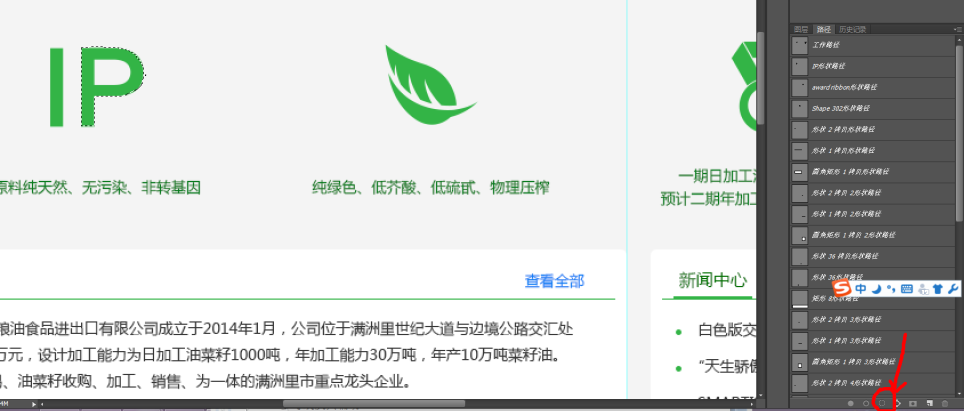 图层 路径 历史记录
工作路径
IP形状路径
award ribbon形状路径
Shape 302形状路径
形状 2 拷贝形状路径
形状 1 拷贝形状路径
圆角矩形 1 拷贝形状路径
形状 2 拷贝 2形状路径
形状 1 拷贝 2形状路径
圆角矩形 1 拷贝 2形状路径
形状 36 拷贝形状路径
形状 36形状路径
矩形 8形状路径
形状 2 拷贝 3形状路径
形状 1 拷贝 3形状路径
圆角矩形 1 拷贝 3形状路径
形状 2 拷贝 4形状路径
S 中
IP
原料纯天然、无污染、非转基因
纯绿色、低芥酸、低硫甙、物理压榨
一期日加工
预计二期年加工
查看全部
新闻中心
粮油食品进出口有限公司成立于2014年1月，公司位于满洲里世纪大道与边境公路交汇处
万元，设计加工能力为日加工油菜籽1000吨，年加工能力30万吨，年产10万吨菜籽油。
、油菜籽收购、加工、销售、为一体的满洲里市重点龙头企业。
白色版交
“天生骄傲